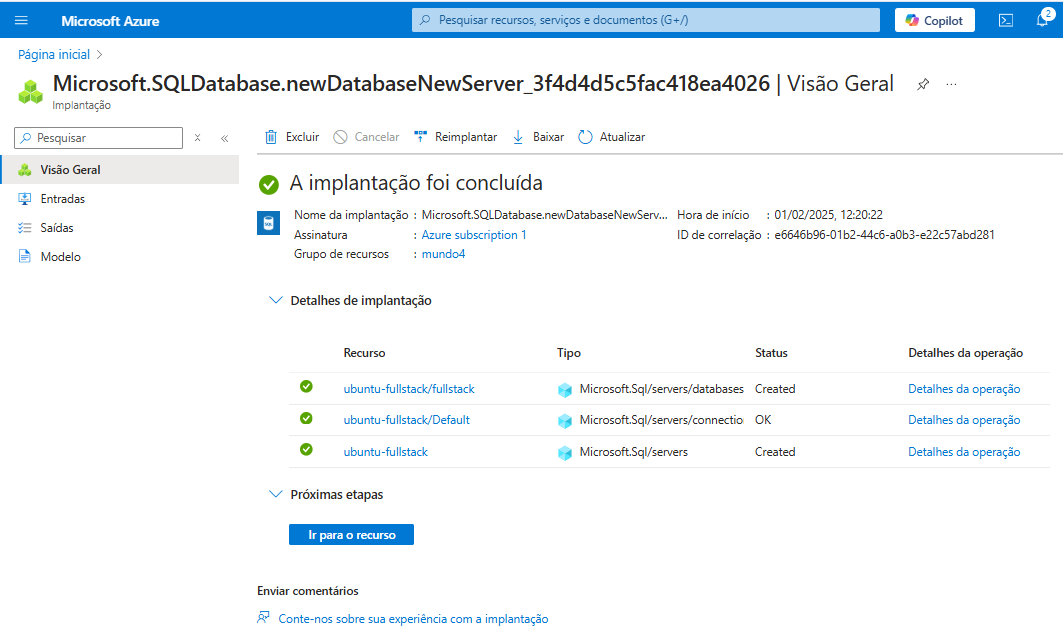 Microsoft Azure
Pesquisar recursos, serviços e documentos (G+/)
Copilot
2
Página inicial
Microsoft.SQLDatabase.newDatabaseNewServer_3f4d4d5c5fac418ea4026 | Visão Geral
Implantação
Pesquisar
Excluir
Cancelar
Reimplantar
Baixar
Atualizar
Visão Geral
Entradas
Saídas
Modelo
A implantação foi concluída
Nome da implantação : Microsoft.SQLDatabase.newDatabaseNewServ... Hora de início : 01/02/2025, 12:20:22
Assinatura : Azure subscription 1 ID de correlação : e6646b96-01b2-44c6-a0b3-e22c57abd281
Grupo de recursos : mundo4
Detalhes de implantação
Recurso Tipo Status Detalhes da operação
ubuntu-fullstack/fullstack Microsoft.Sql/servers/databases Created Detalhes da operação
ubuntu-fullstack/Default Microsoft.Sql/servers/connectio OK Detalhes da operação
ubuntu-fullstack Microsoft.Sql/servers Created Detalhes da operação
Próximas etapas
Ir para o recurso
Enviar comentários
Conte-nos sobre sua experiência com a implantação